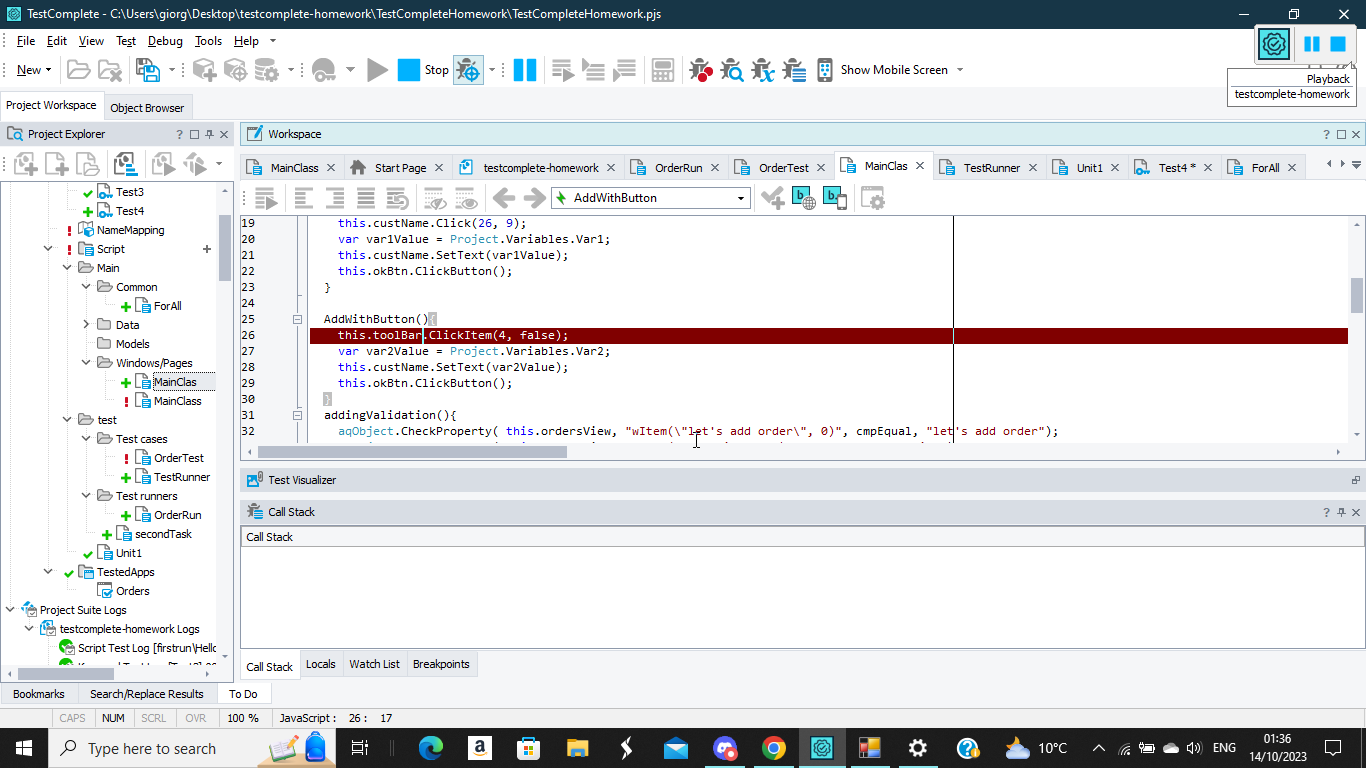 TestComplete - C:\Users\giorg\Desktop\testcomplete-homework\TestCompleteHomework\TestCompleteHomework.pjs
File Edit View Test Debug Tools Help
New Stop Show Mobile Screen
Playback
testcomplete-homework
Project Workspace Object Browser
Project Explorer
Workspace
MainClass Start Page testcomplete-homework OrderRun OrderTest MainClas TestRunner Unit1 Test4 * ForAll
AddWithButton
Test3
Test4
NameMapping
Script
Main
Common
ForAll
Data
Models
Windows/Pages
MainClas
MainClass
test
Test cases
OrderTest
TestRunner
Test runners
OrderRun
secondTask
Unit1
TestedApps
Orders
Project Suite Logs
testcomplete-homework Logs
Script Test Log [firstrun\Hello
19 this.custName.Click(26, 9);
20 var var1Value = Project.Variables.Var1;
21 this.custName.SetText(var1Value);
22 this.okBtn.ClickButton();
23 }
24
25 AddWithButton(){
26 this.toolBar.ClickItem(4, false);
27 var var2Value = Project.Variables.Var2;
28 this.custName.SetText(var2Value);
29 this.okBtn.ClickButton();
30 }
31 addingValidation(){
32 aqObject.CheckProperty( this.ordersView, "wItem(\"let's add order\", 0)", cmpEqual, "let's add order");
Test Visualizer
Call Stack
Call Stack
Call Stack Locals Watch List Breakpoints
Bookmarks Search/Replace Results To Do
CAPS NUM SCRL OVR 100 % JavaScript : 26 : 17
Type here to search
10°C ENG 01:36
14/10/2023